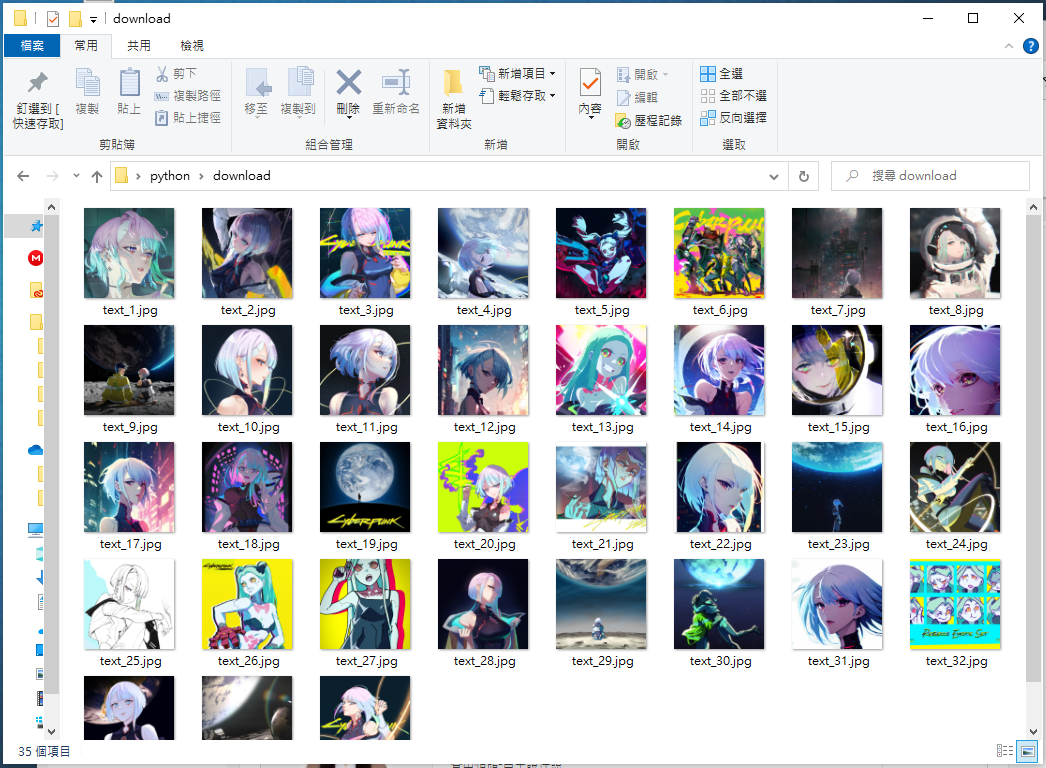 download
檔案 常用 共用 檢視
釘選到 [快速存取]
複製
貼上
剪下
複製路徑
貼上捷徑
剪貼簿
移至
複製到
刪除
重新命名
組合管理
新增資料夾
新增項目
輕鬆存取
新增
內容
開啟
編輯
歷程記錄
開啟
全選
全部不選
反向選擇
選取
python > download
搜尋 download
text_1.jpg text_2.jpg text_3.jpg text_4.jpg text_5.jpg text_6.jpg text_7.jpg text_8.jpg
text_9.jpg text_10.jpg text_11.jpg text_12.jpg text_13.jpg text_14.jpg text_15.jpg text_16.jpg
text_17.jpg text_18.jpg text_19.jpg text_20.jpg text_21.jpg text_22.jpg text_23.jpg text_24.jpg
text_25.jpg text_26.jpg text_27.jpg text_28.jpg text_29.jpg text_30.jpg text_31.jpg text_32.jpg
35 個項目